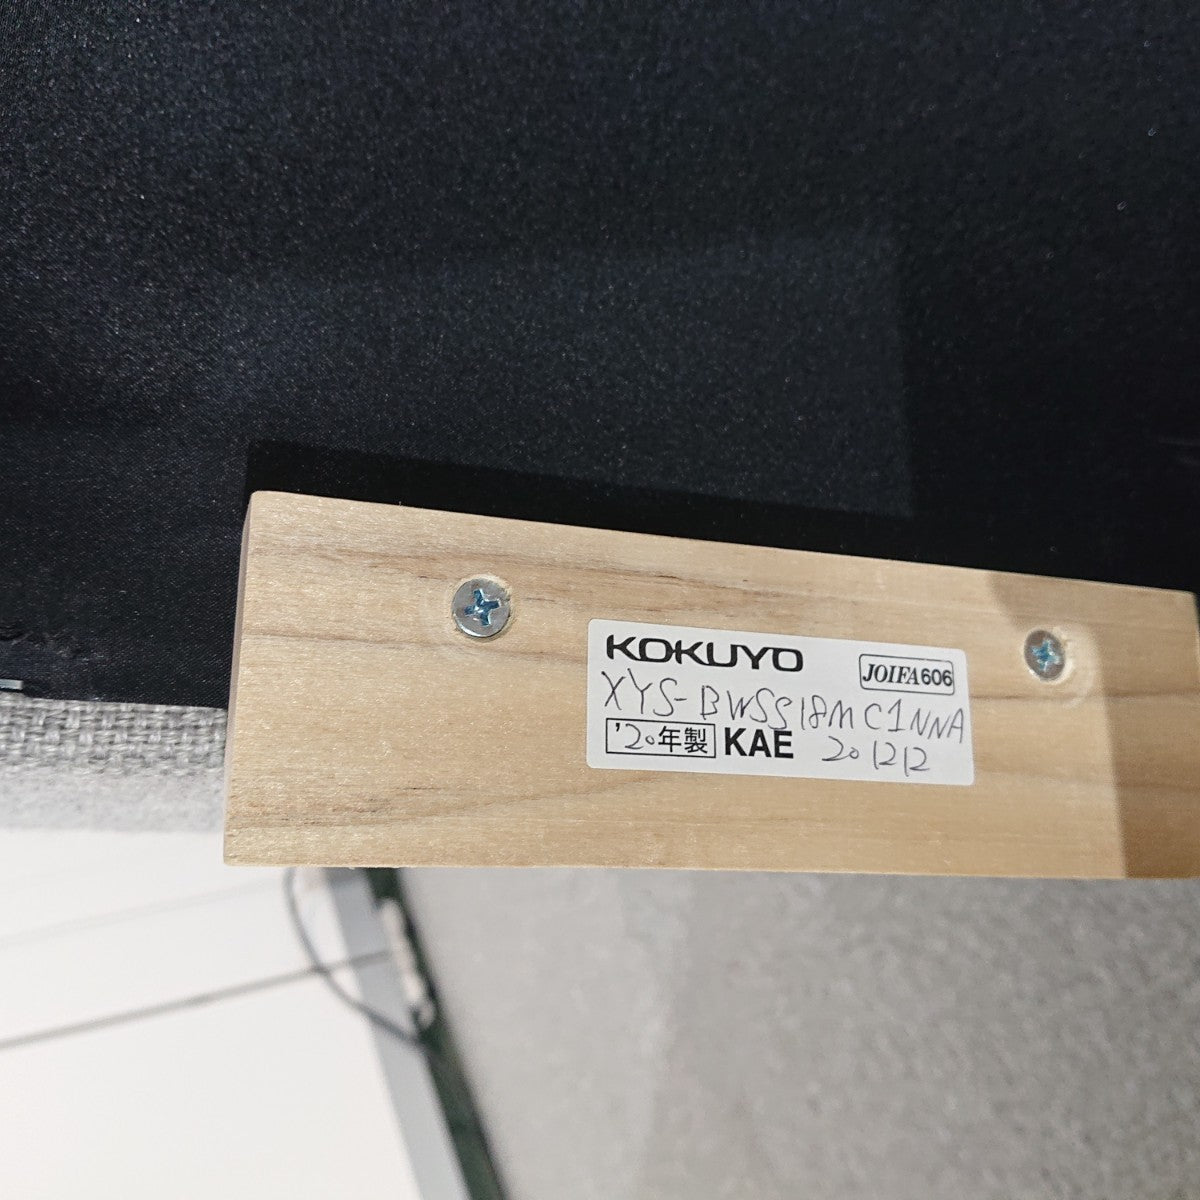 KOKUYO
JOIFA606
XYS-BWSS18MC1NNA
'20年製 KAE 201212